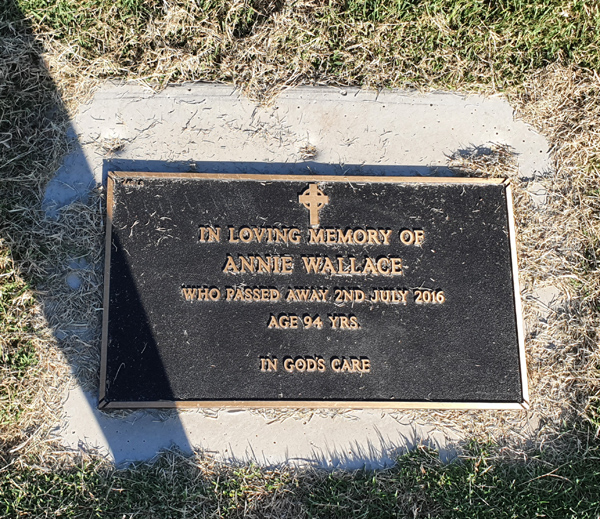 IN LOVING MEMORY OF
ANNIE WALLACE
WHO PASSED AWAY 2ND JULY 2016
AGE 94 YRS.
IN GOD'S CARE